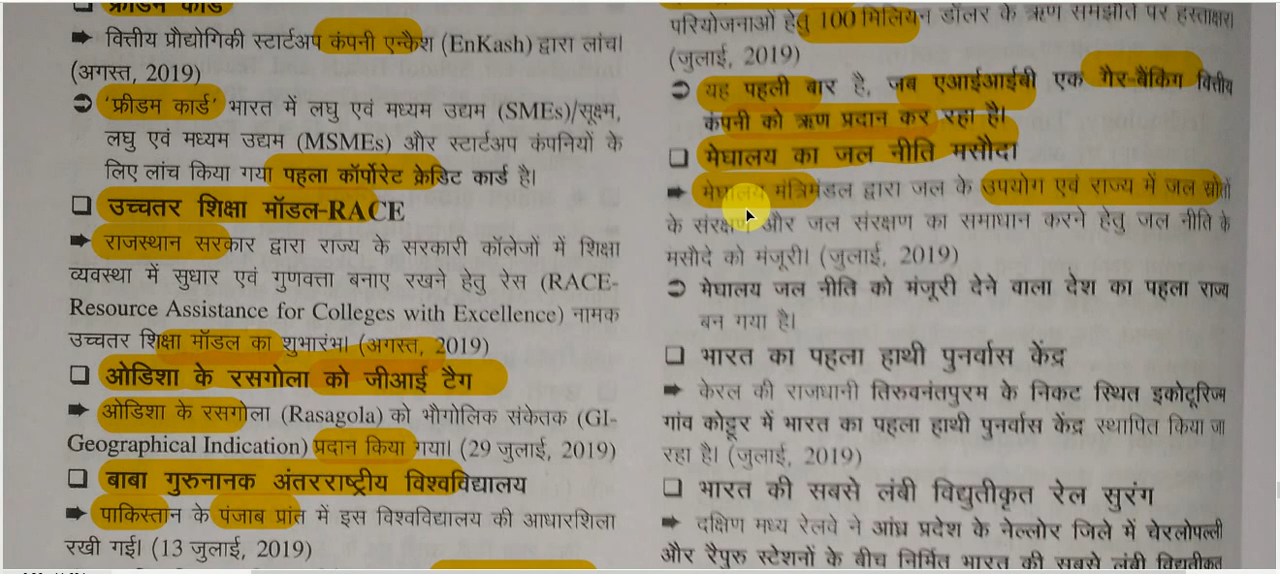 फ्रीडम कार्ड
➡ वित्तीय प्रौद्योगिकी स्टार्टअप कंपनी एन्कैश (EnKash) द्वारा लांच।
(अगस्त, 2019)
➲ 'फ्रीडम कार्ड' भारत में लघु एवं मध्यम उद्यम (SMEs)/सूक्ष्म,
लघु एवं मध्यम उद्यम (MSMEs) और स्टार्टअप कंपनियों के
लिए लांच किया गया पहला कॉर्पोरेट क्रेडिट कार्ड है।
❑ उच्चतर शिक्षा मॉडल-RACE
➡ राजस्थान सरकार द्वारा राज्य के सरकारी कॉलेजों में शिक्षा
व्यवस्था में सुधार एवं गुणवत्ता बनाए रखने हेतु रेस (RACE-
Resource Assistance for Colleges with Excellence) नामक
उच्चतर शिक्षा मॉडल का शुभारंभ। (अगस्त, 2019)
❑ ओडिशा के रसगोला को जीआई टैग
➡ ओडिशा के रसगोला (Rasagola) को भौगोलिक संकेतक (GI-
Geographical Indication) प्रदान किया गया। (29 जुलाई, 2019)
❑ बाबा गुरुनानक अंतरराष्ट्रीय विश्वविद्यालय
➡ पाकिस्तान के पंजाब प्रांत में इस विश्वविद्यालय की आधारशिला
रखी गई। (13 जुलाई, 2019)
परियोजनाओं हेतु 100 मिलियन डॉलर के ऋण समझौते पर हस्ताक्षर।
(जुलाई, 2019)
➲ यह पहली बार है, जब एआईआईबी एक गैर-बैंकिंग वित्तीय
कंपनी को ऋण प्रदान कर रहा है।
❑ मेघालय का जल नीति मसौदा
➡ मेघालय मंत्रिमंडल द्वारा जल के उपयोग एवं राज्य में जल स्रोतों
के संरक्षण और जल संरक्षण का समाधान करने हेतु जल नीति के
मसौदे को मंजूरी। (जुलाई, 2019)
➲ मेघालय जल नीति को मंजूरी देने वाला देश का पहला राज्य
बन गया है।
❑ भारत का पहला हाथी पुनर्वास केंद्र
➡ केरल की राजधानी तिरुवनंतपुरम के निकट स्थित इकोटूरिज्म
गांव कोट्टूर में भारत का पहला हाथी पुनर्वास केंद्र स्थापित किया जा
रहा है। (जुलाई, 2019)
❑ भारत की सबसे लंबी विद्युतीकृत रेल सुरंग
➡ दक्षिण मध्य रेलवे ने आंध्र प्रदेश के नेल्लोर जिले में चेरलोपल्ली
और रैपुरु स्टेशनों के बीच निर्मित भारत की सबसे लंबी विद्युतीकृत